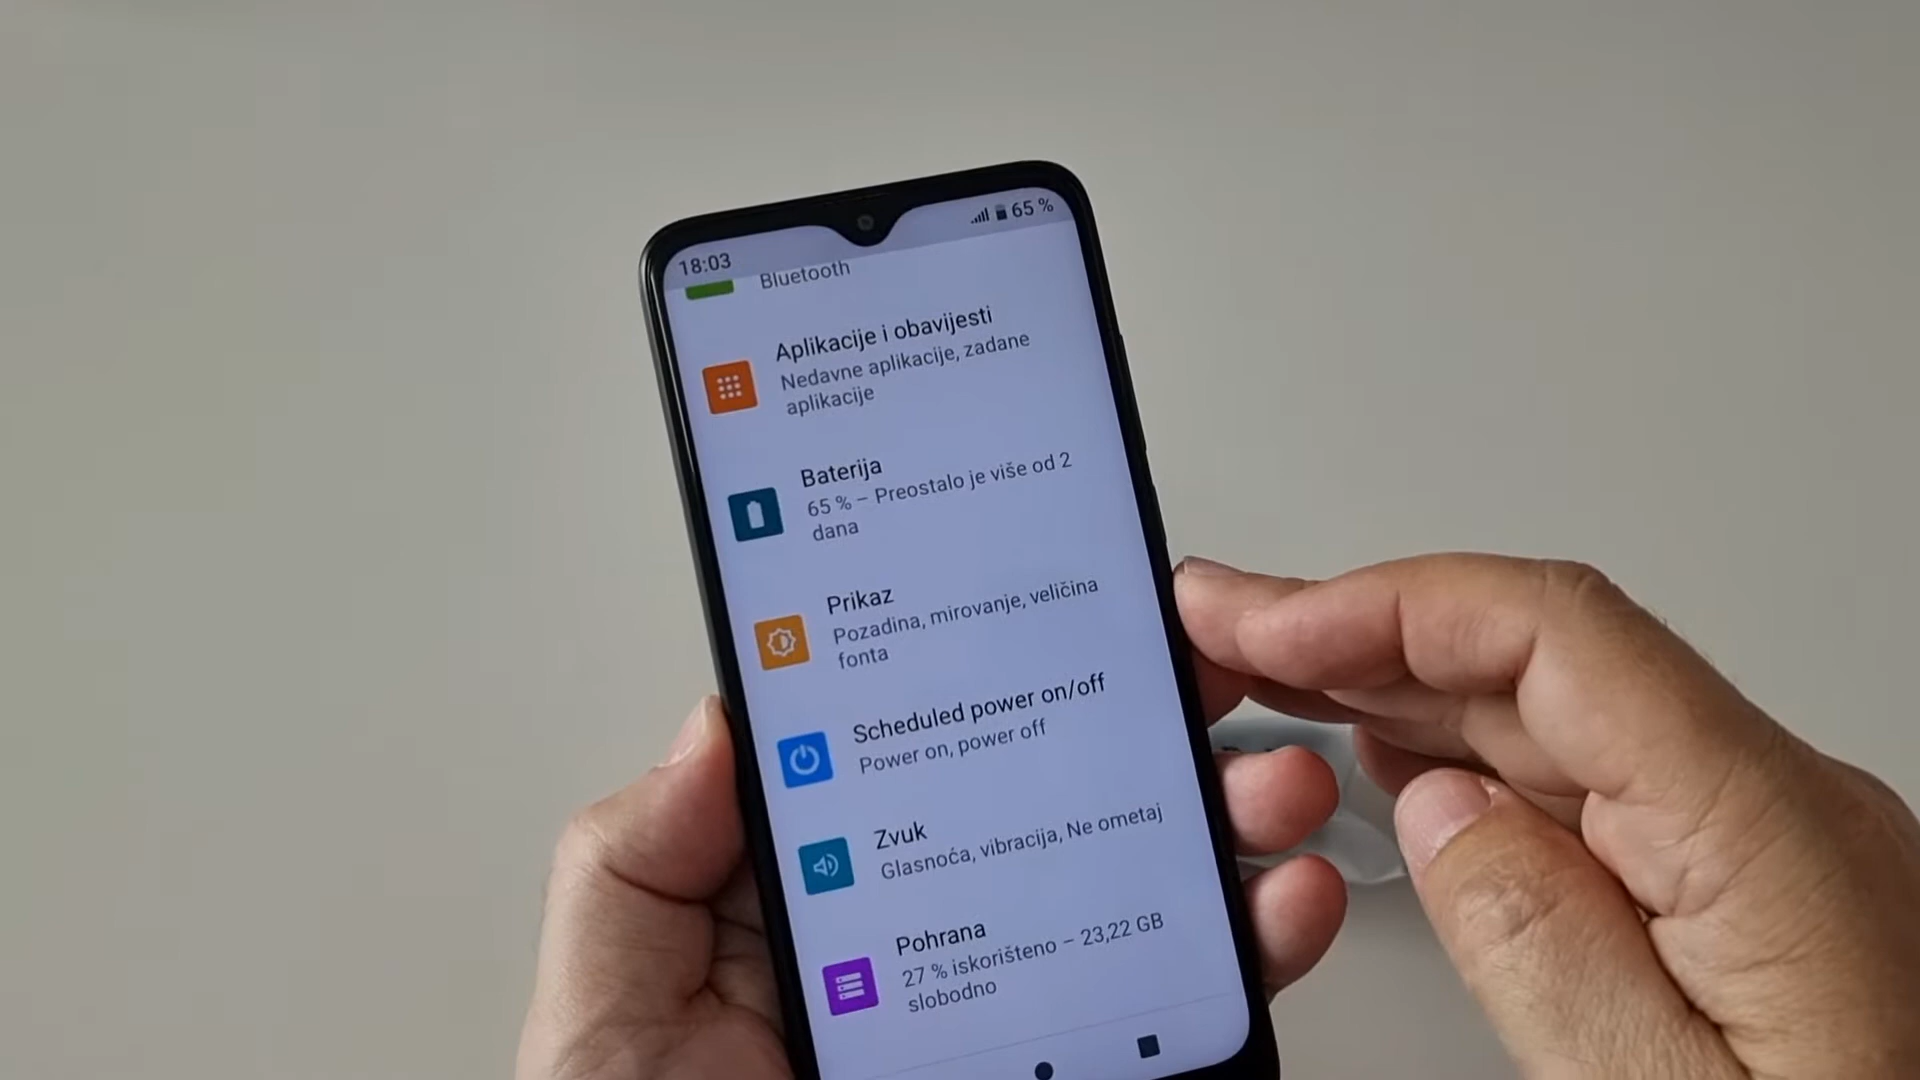 18:03
65 %
Bluetooth
Aplikacije i obavijesti
Nedavne aplikacije, zadane
aplikacije
Baterija
65 % – Preostalo je više od 2
dana
Prikaz
Pozadina, mirovanje, veličina
fonta
Scheduled power on/off
Power on, power off
Zvuk
Glasnoća, vibracija, Ne ometaj
Pohrana
27 % iskorišteno – 23,22 GB
slobodno